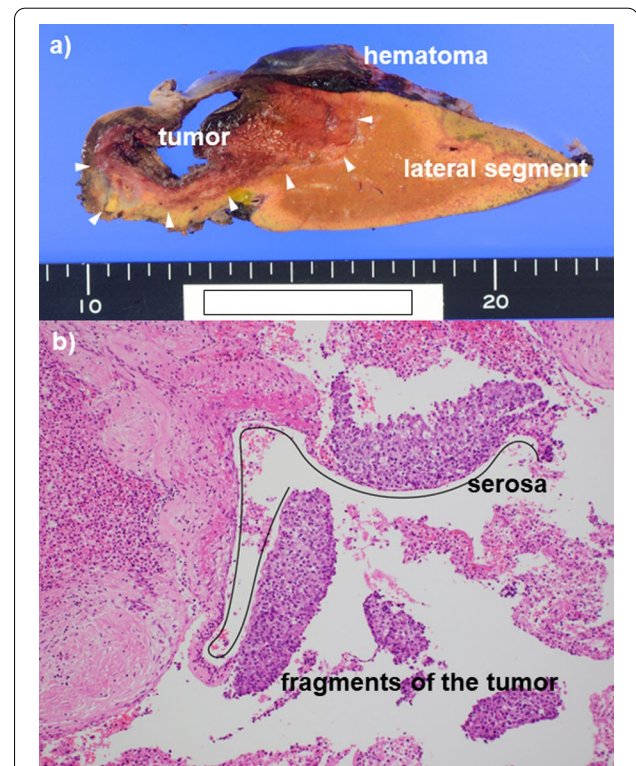 a)
hematoma
tumor
lateral segment
10
20
b)
serosa
fragments of the tumor